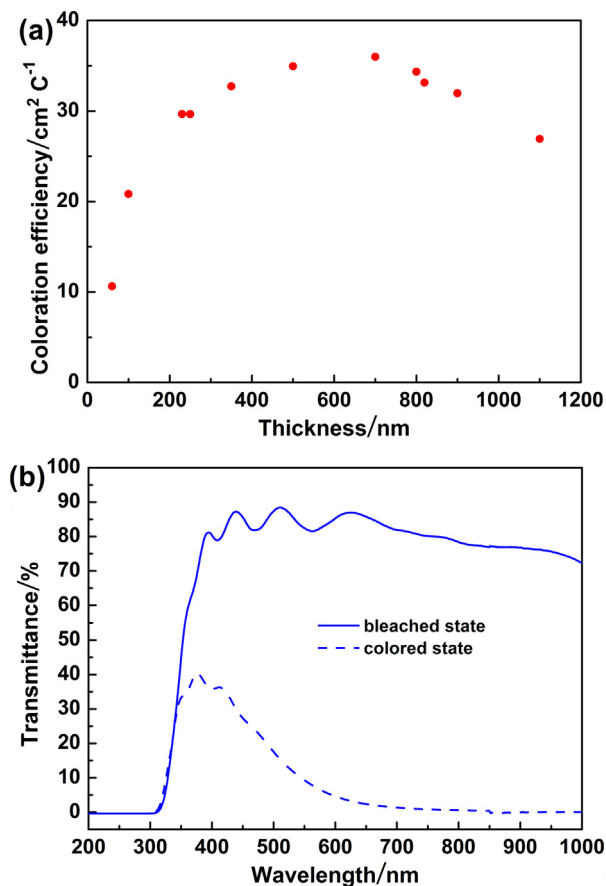 (a)
Coloration efficiency/cm² C⁻¹
40
30
20
10
0
0 200 400 600 800 1000 1200
Thickness/nm
(b)
Transmittance/%
100
90
80
70
60
50
40
30
20
10
0
bleached state
colored state
200 300 400 500 600 700 800 900 1000
Wavelength/nm